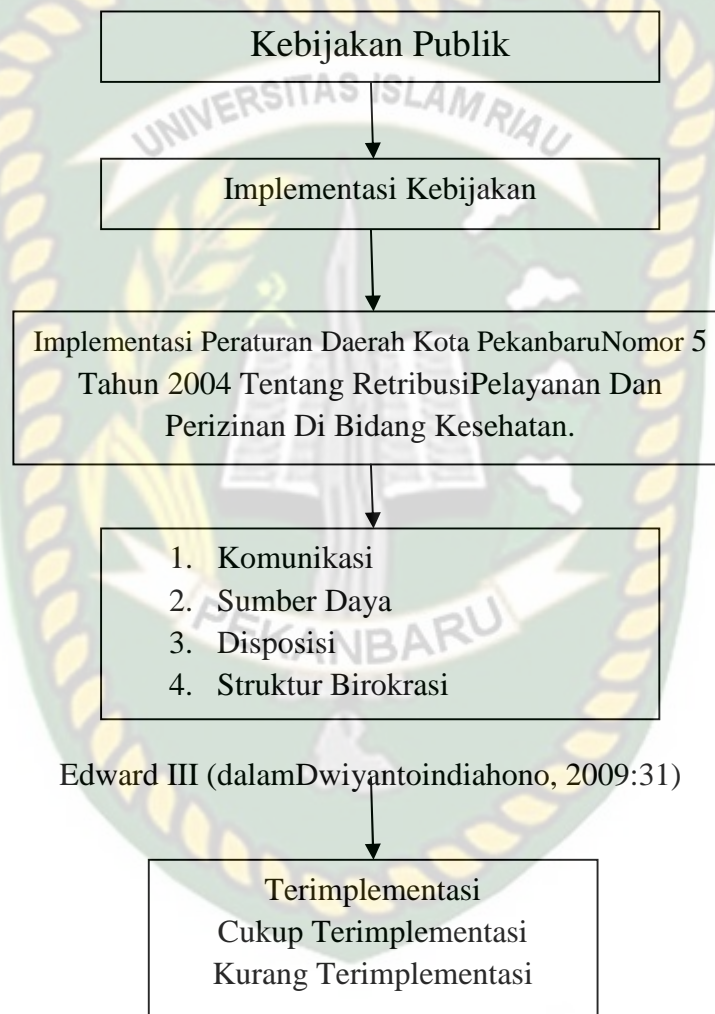 Kebijakan Publik
UNIVERSITAS ISLAM RIAU
Implementasi Kebijakan
Implementasi Peraturan Daerah Kota PekanbaruNomor 5
Tahun 2004 Tentang RetribusiPelayanan Dan
Perizinan Di Bidang Kesehatan.
1. Komunikasi
2. Sumber Daya
3. Disposisi
4. Struktur Birokrasi
PEKANBARU
Edward III (dalamDwiyantoindiahono, 2009:31)
Terimplementasi
Cukup Terimplementasi
Kurang Terimplementasi